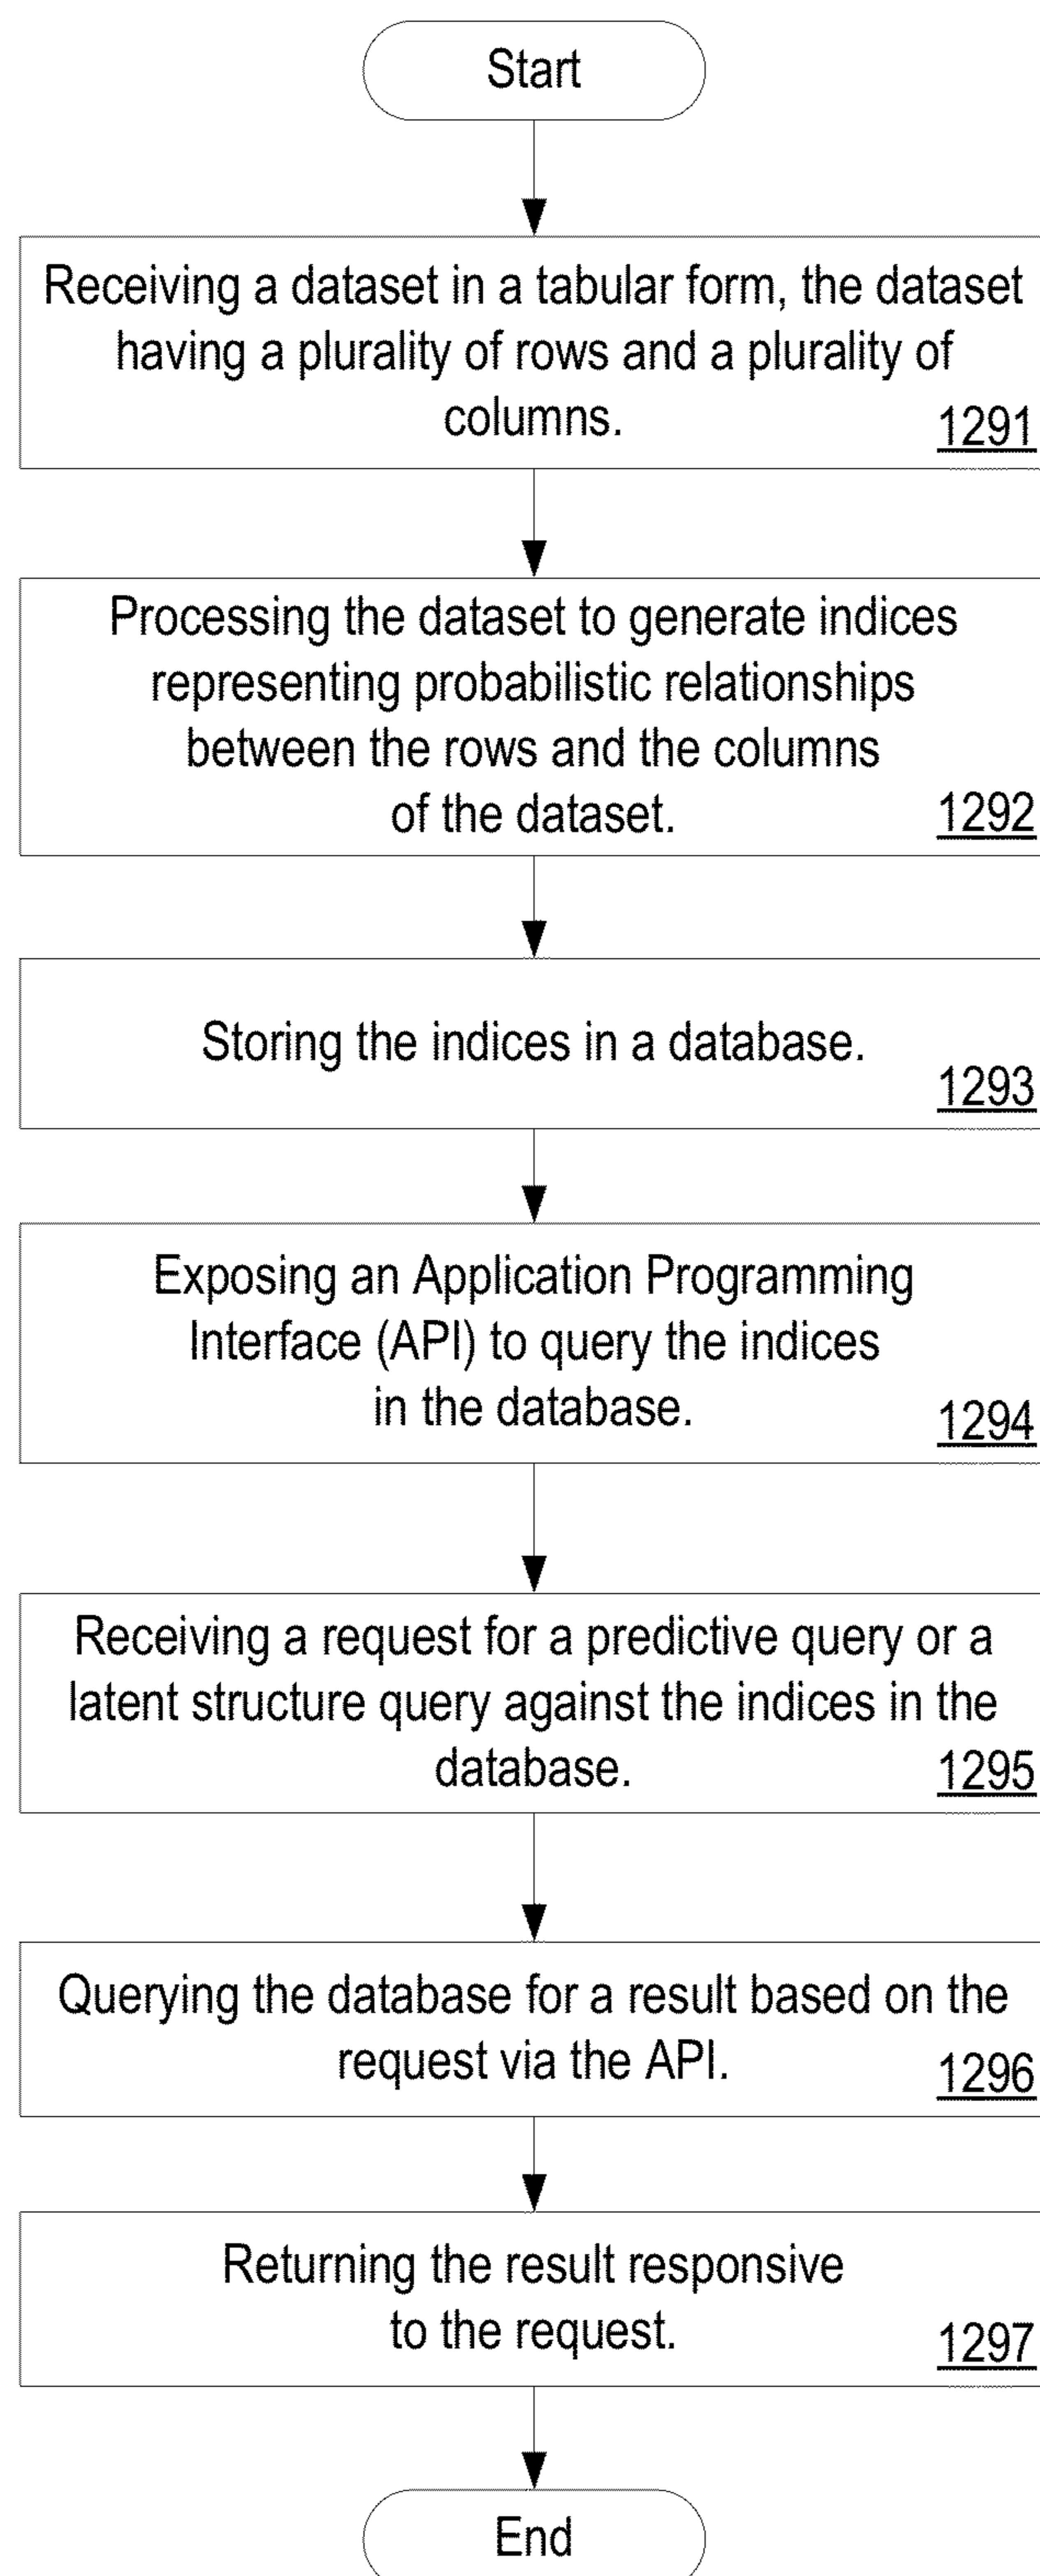 Start
Receiving a dataset in a tabular form, the dataset
having a plurality of rows and a plurality of
columns.
1291
Processing the dataset to generate indices
representing probabilistic relationships
between the rows and the columns
of the dataset.
1292
Storing the indices in a database.
1293
Exposing an Application Programming
Interface (API) to query the indices
in the database.
1294
Receiving a request for a predictive query or a
latent structure query against the indices in the
database.
1295
Querying the database for a result based on the
request via the API.
1296
Returning the result responsive
to the request.
1297
End